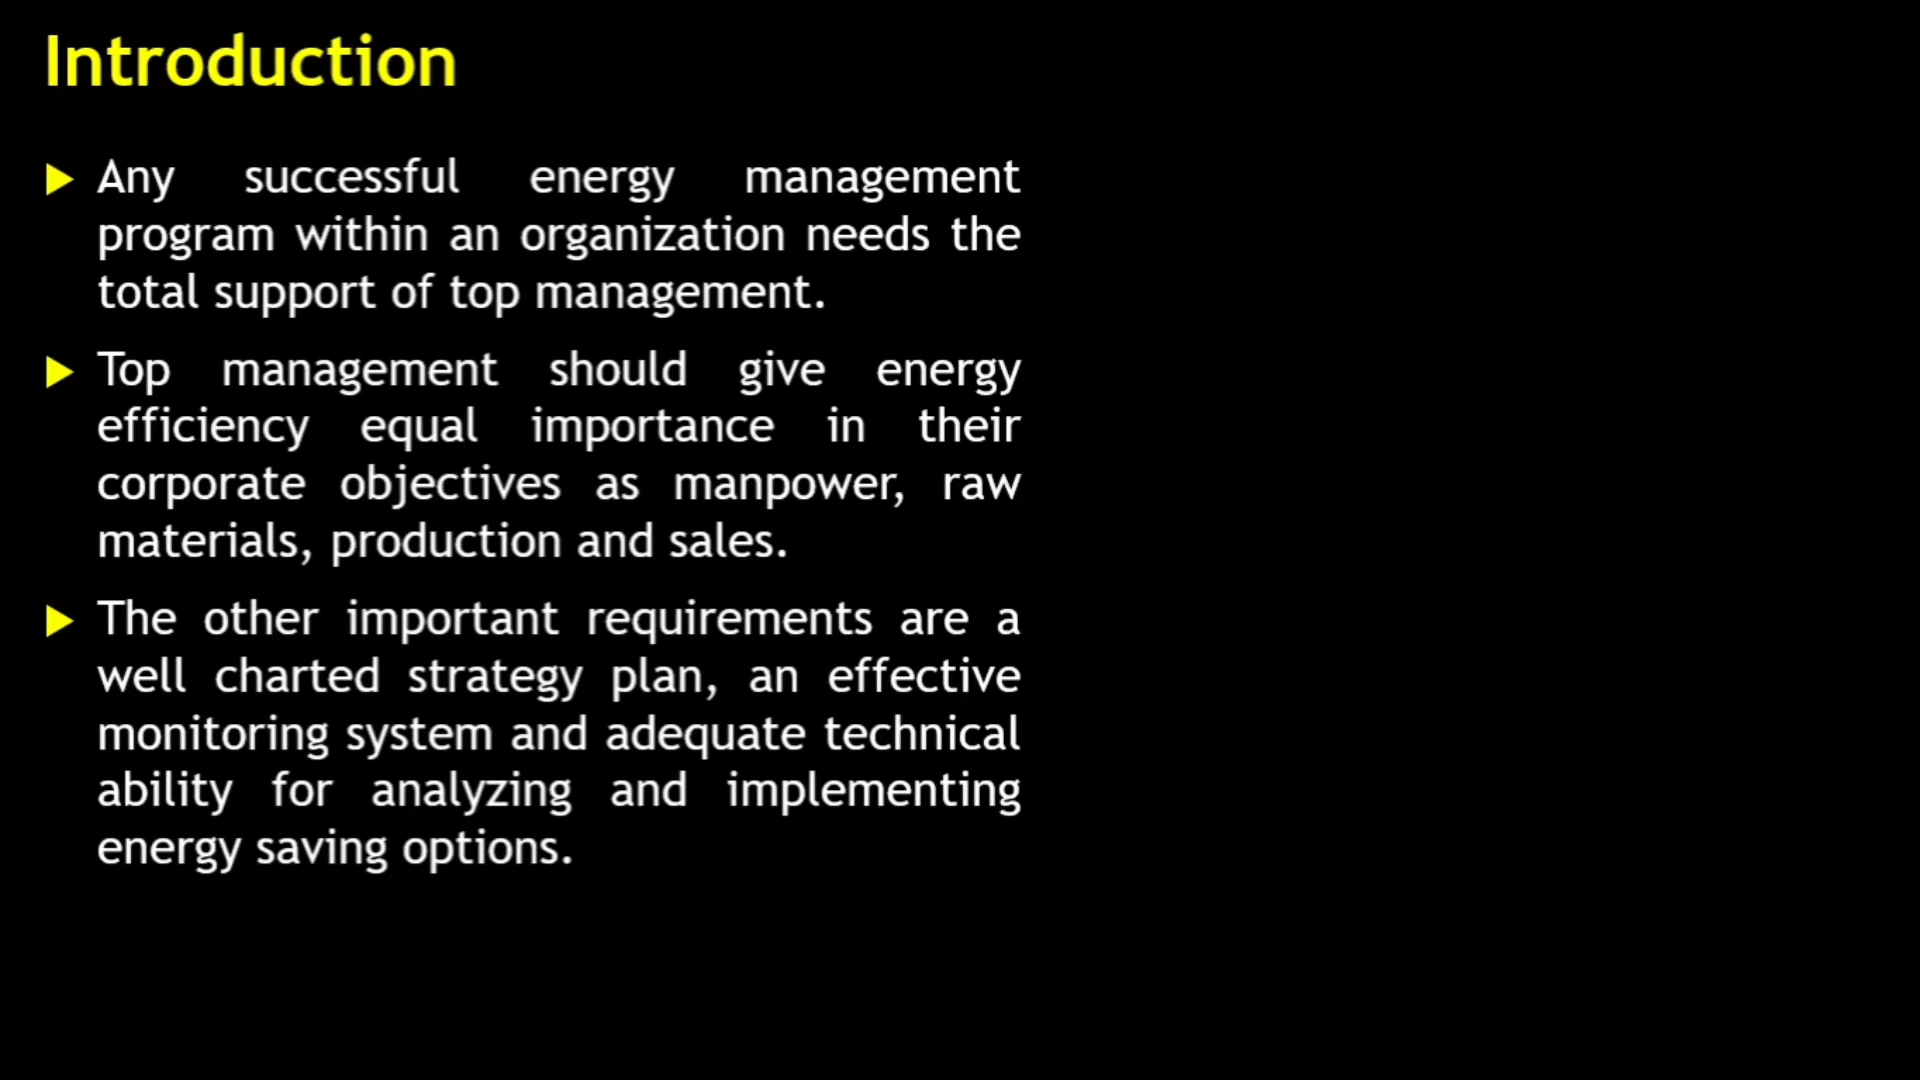 Introduction
Any successful energy management
program within an organization needs the
total support of top management.
Top management should give energy
efficiency equal importance in their
corporate objectives as manpower, raw
materials, production and sales.
The other important requirements are a
well charted strategy plan, an effective
monitoring system and adequate technical
ability for analyzing and implementing
energy saving options.